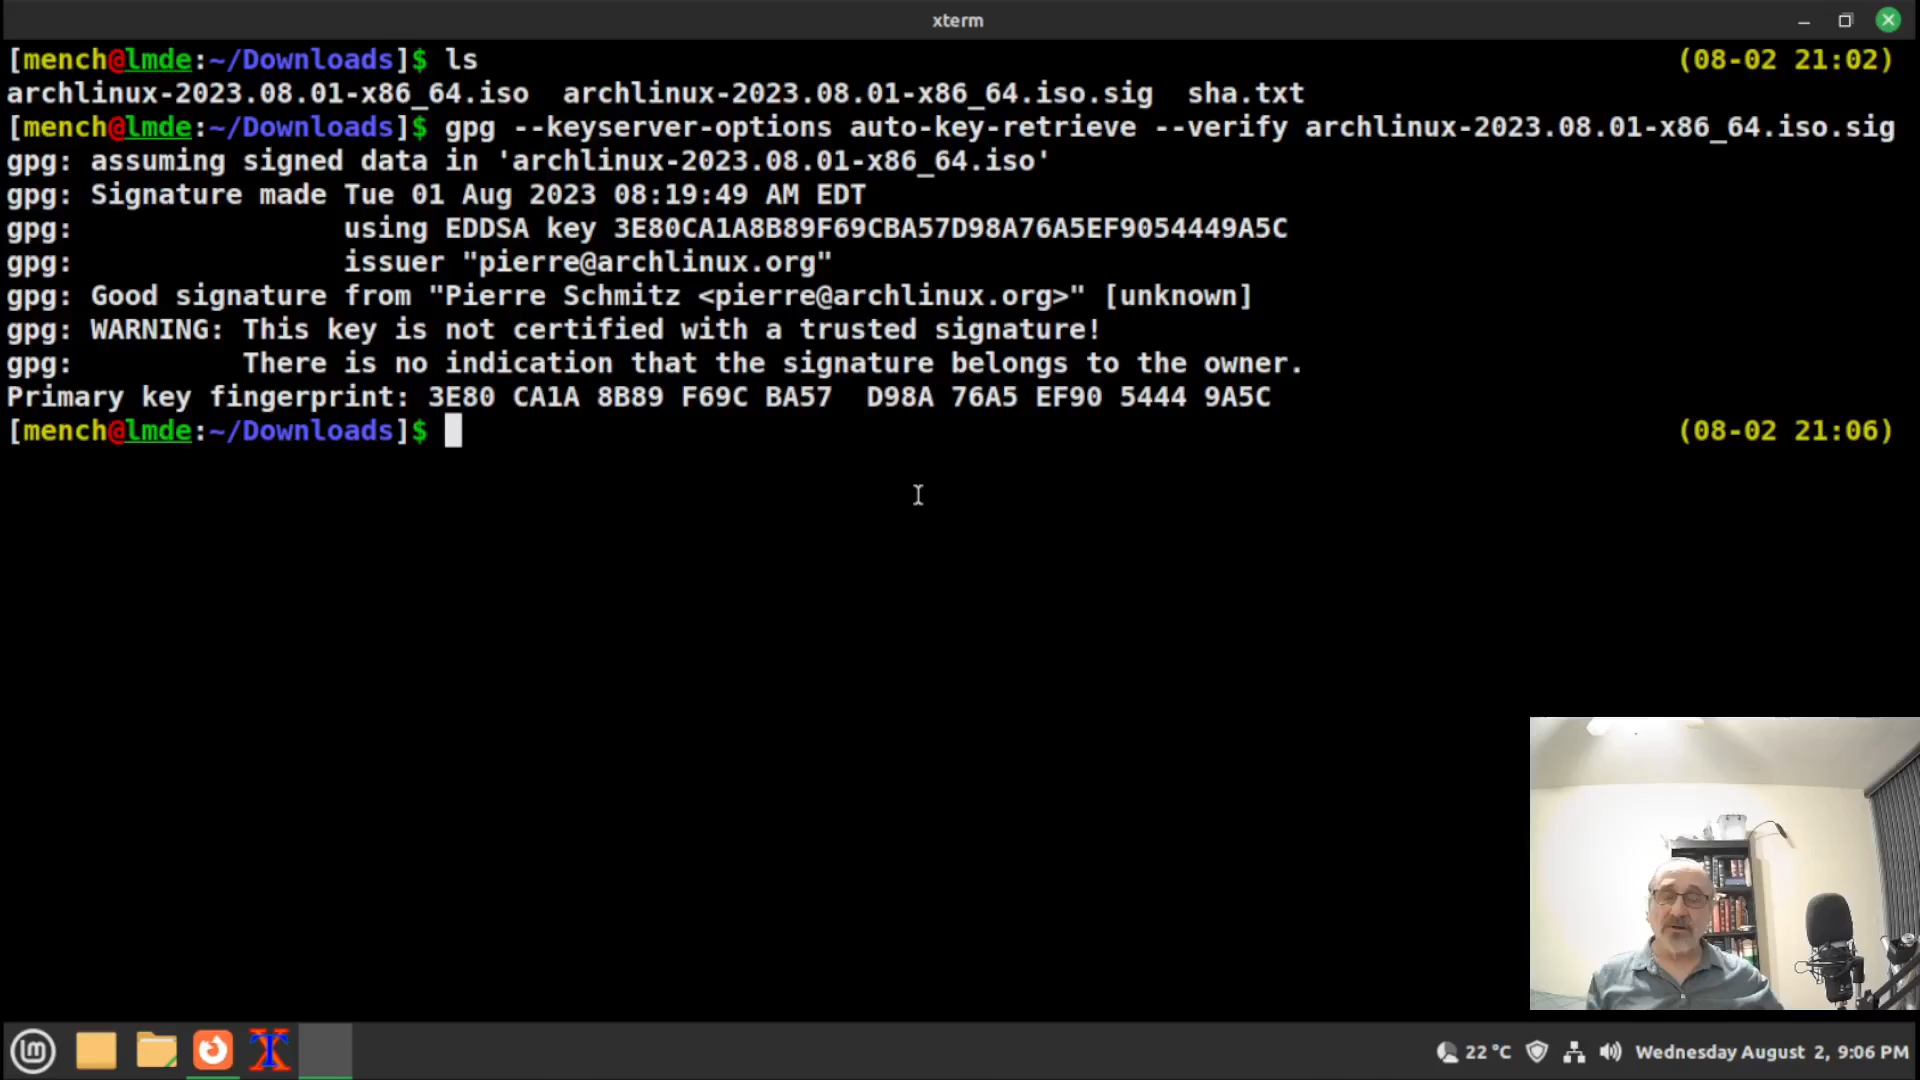 xterm
[mench@lmde:~/Downloads]$ ls (08-02 21:02)
archlinux-2023.08.01-x86_64.iso  archlinux-2023.08.01-x86_64.iso.sig  sha.txt
[mench@lmde:~/Downloads]$ gpg --keyserver-options auto-key-retrieve --verify archlinux-2023.08.01-x86_64.iso.sig
gpg: assuming signed data in 'archlinux-2023.08.01-x86_64.iso'
gpg: Signature made Tue 01 Aug 2023 08:19:49 AM EDT
gpg:                using EDDSA key 3E80CA1A8B89F69CBA57D98A76A5EF9054449A5C
gpg:                issuer "pierre@archlinux.org"
gpg: Good signature from "Pierre Schmitz <pierre@archlinux.org>" [unknown]
gpg: WARNING: This key is not certified with a trusted signature!
gpg:          There is no indication that the signature belongs to the owner.
Primary key fingerprint: 3E80 CA1A 8B89 F69C BA57  D98A 76A5 EF90 5444 9A5C
[mench@lmde:~/Downloads]$ (08-02 21:06)
22 °C Wednesday August 2, 9:06 PM